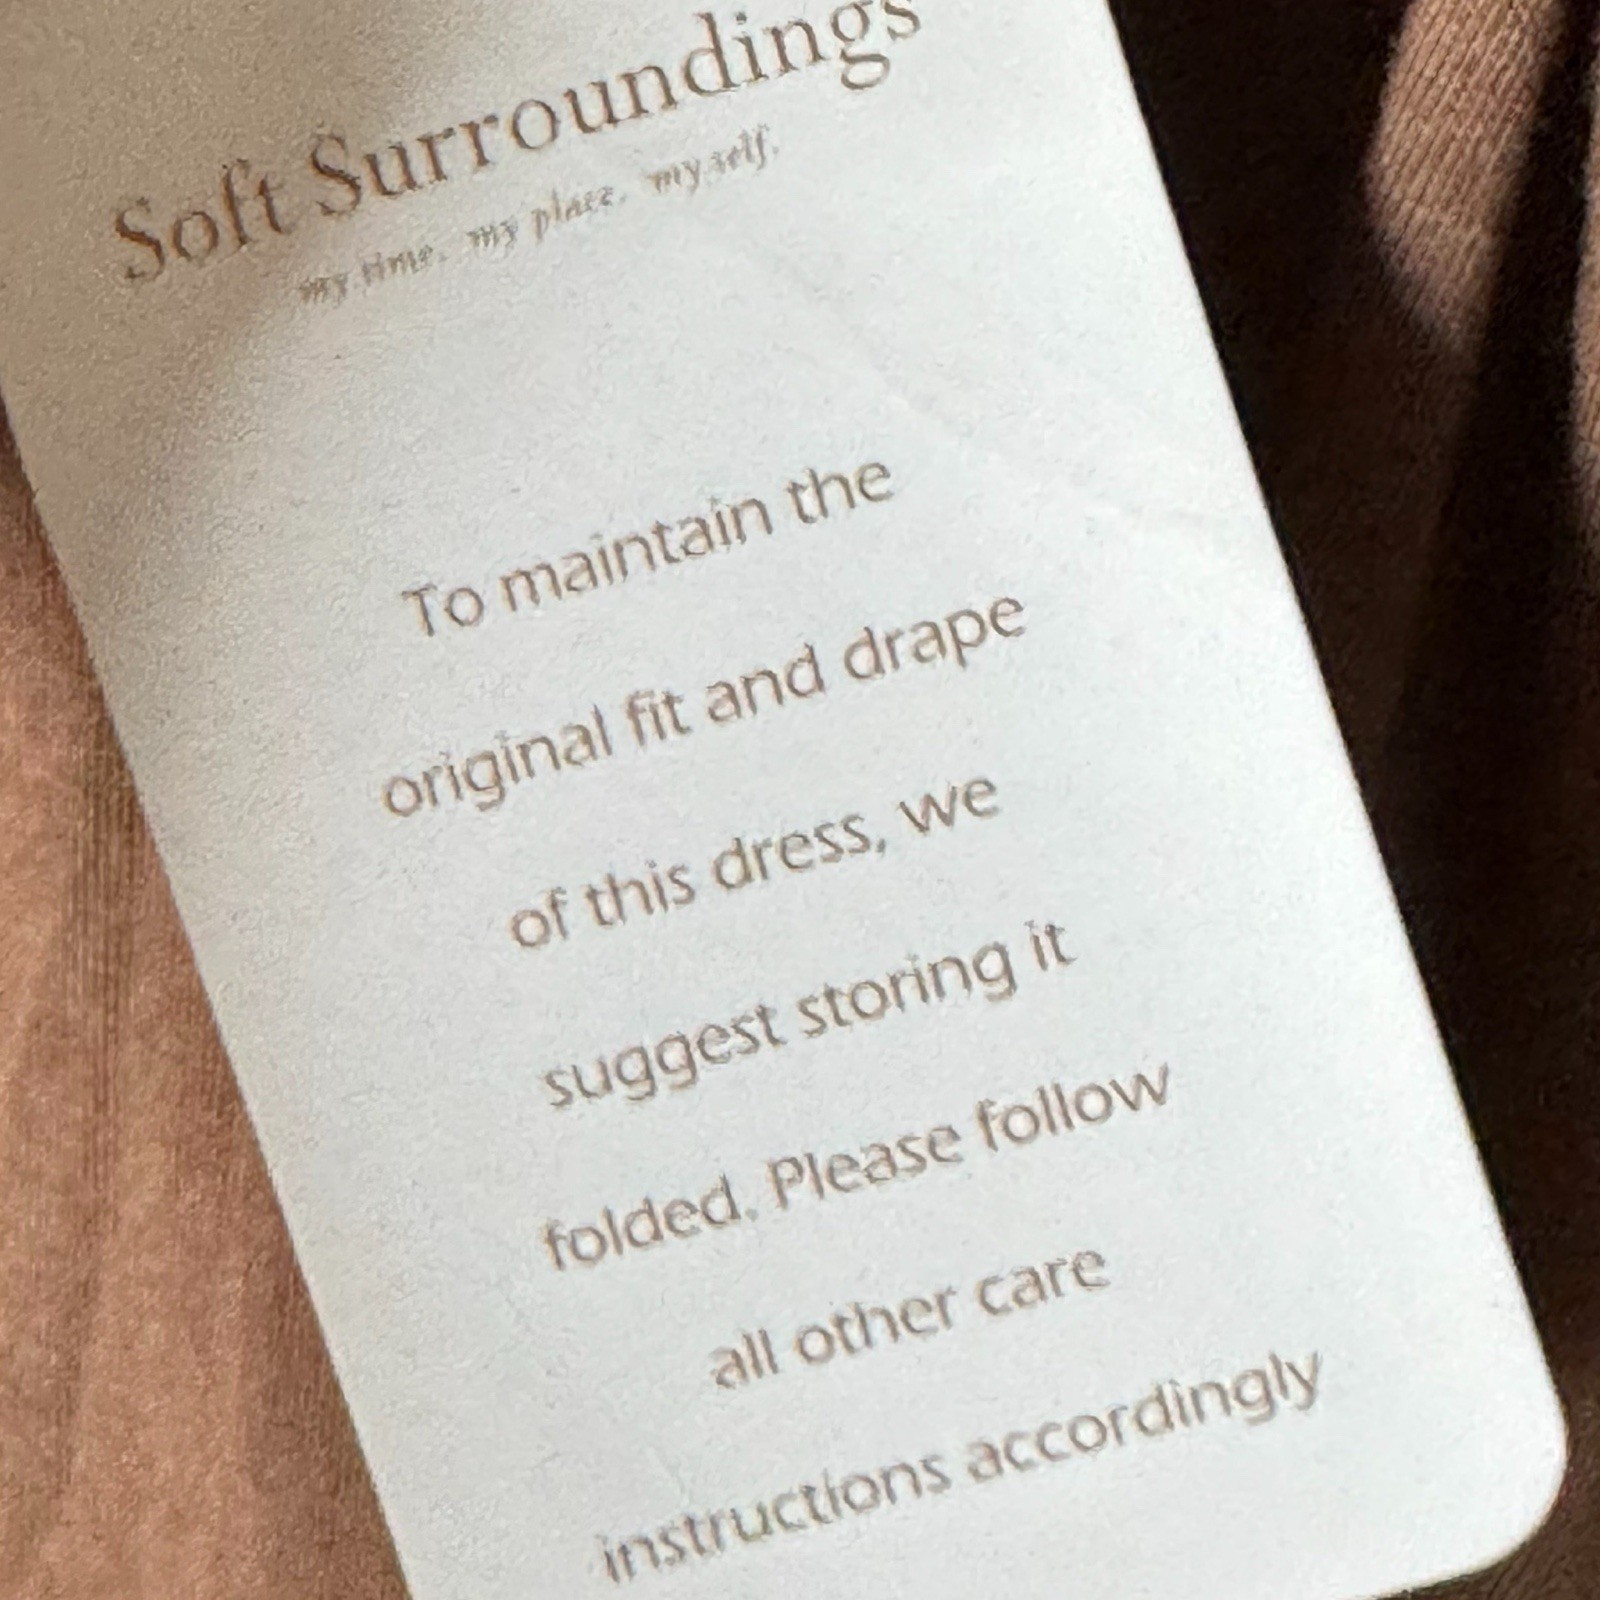 Soft Surroundings
my time. my place. my self.
To maintain the
original fit and drape
of this dress, we
suggest storing it
folded. Please follow
all other care
instructions accordingly